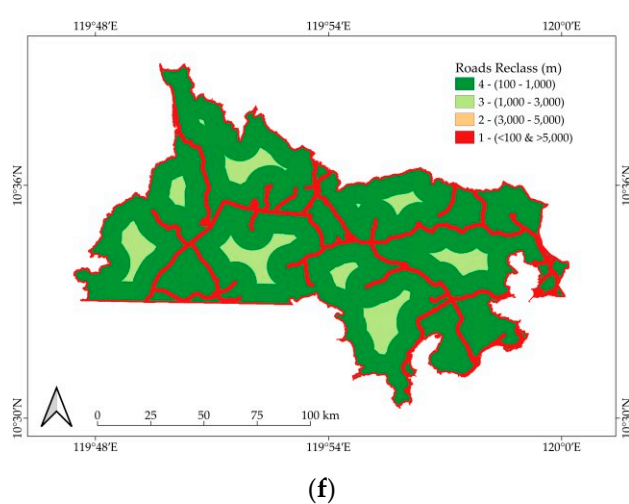 119°48'E 119°54'E 120°0'E
Roads Reclass (m)
4 - (100 - 1,000)
3 - (1,000 - 3,000)
2 - (3,000 - 5,000)
1 - (<100 & >5,000)
10°36'N 10°36'N
0 25 50 75 100 km
10°30'N 10°30'N
119°48'E 119°54'E 120°0'E
(f)